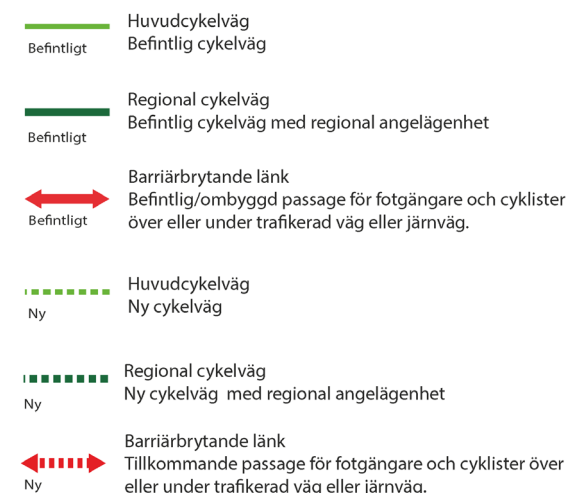 Huvudcykelväg
Befintligt
Befintlig cykelväg
Regional cykelväg
Befintligt
Befintlig cykelväg med regional angelägenhet
Barriärbrytande länk
Befintlig/ombyggd passage för fotgängare och cyklister
Befintligt
över eller under trafikerad väg eller järnväg.
Huvudcykelväg
Ny
Ny cykelväg
Regional cykelväg
Ny
Ny cykelväg med regional angelägenhet
Barriärbrytande länk
Tillkommande passage för fotgängare och cyklister över
Ny
eller under trafikerad väg eller järnväg.